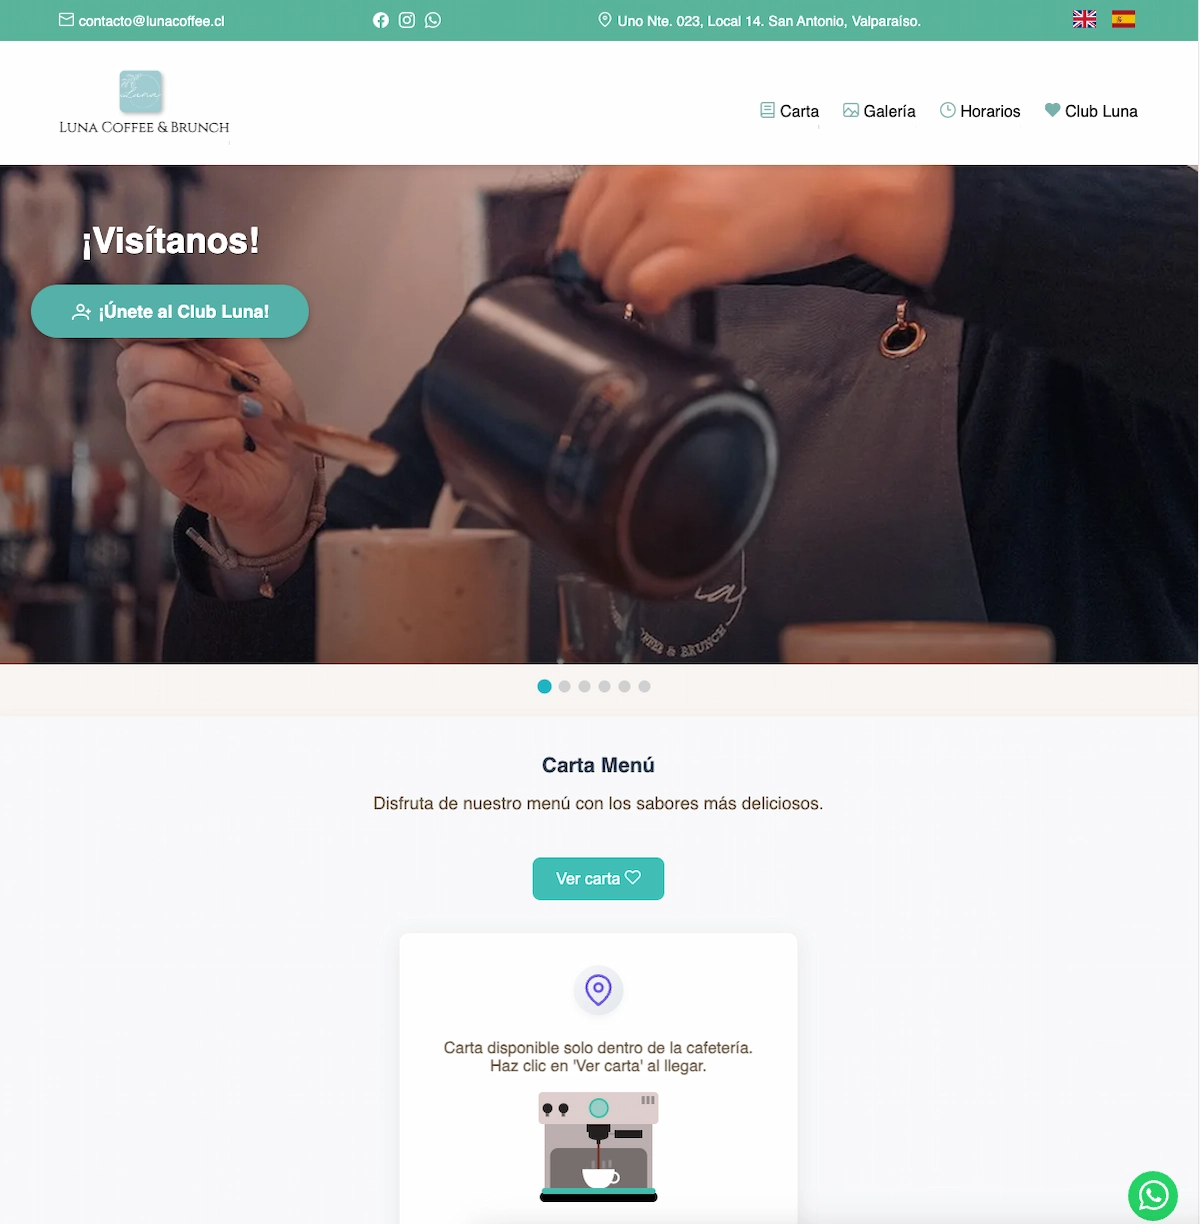 contacto@lunacoffee.cl
Uno Nte. 023, Local 14. San Antonio, Valparaíso.
Luna
LUNA COFFEE & BRUNCH
Carta
Galería
Horarios
Club Luna
¡Visítanos!
¡Únete al Club Luna!
COFFEE & BRUNCH
Carta Menú
Disfruta de nuestro menú con los sabores más deliciosos.
Ver carta
Carta disponible solo dentro de la cafetería.
Haz clic en 'Ver carta' al llegar.